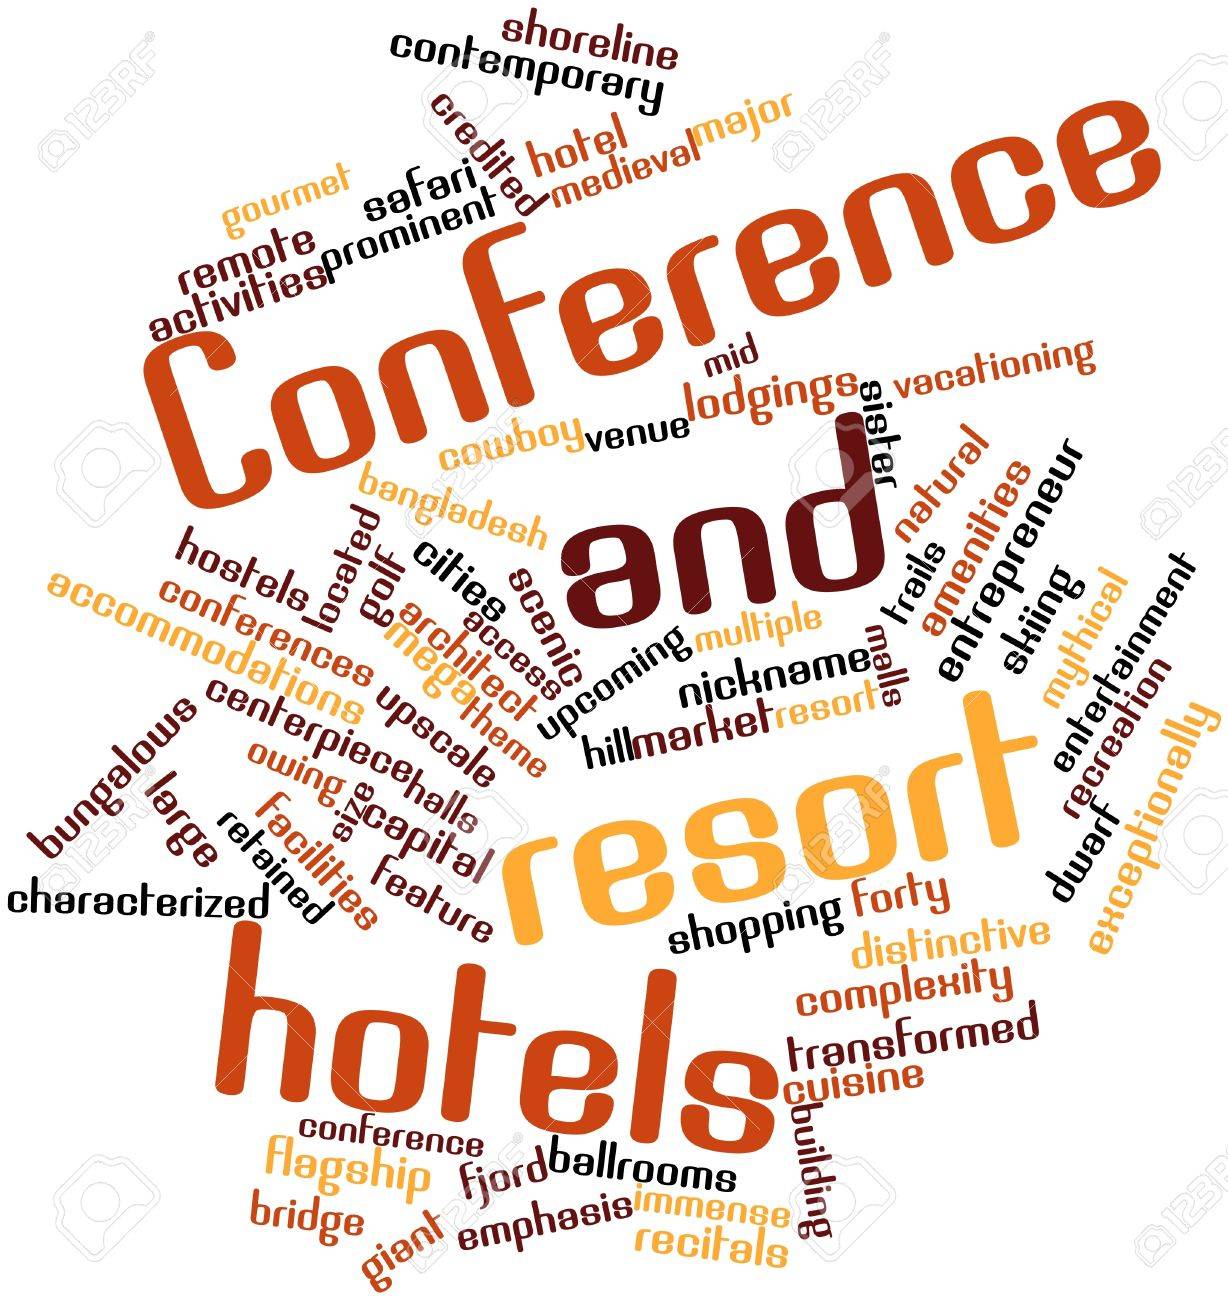 shoreline
contemporary
credited
hotel
medieval
major
gourmet
safari
prominent
remote
activities
Conference
mid
lodgings
vacationing
cowboy
venue
sister
bangladesh
and
natural
amenities
entrepreneur
hostels
located
golf
cities
scenic
trails
skiing
mythical
entertainment
accommodations
conferences
architect
access
mega
theme
upcoming
multiple
nickname
malls
hill
market
resort
recreation
exceptionally
dwarf
bungalows
centerpiece
upscale
owing
halls
large
size
capital
retained
facilities
feature
characterized
resort
shopping
forty
distinctive
complexity
transformed
cuisine
hotels
building
conference
flagship
fjord
ballrooms
bridge
giant
emphasis
immense
recitals
123RF